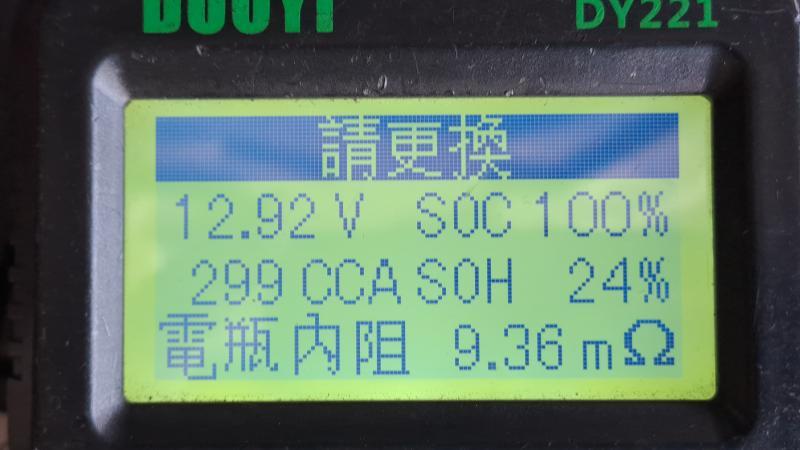 DOUYI
DY221
請更換
12.92 V SOC 100%
299 CCA SOH 24%
電瓶內阻 9.36 mΩ